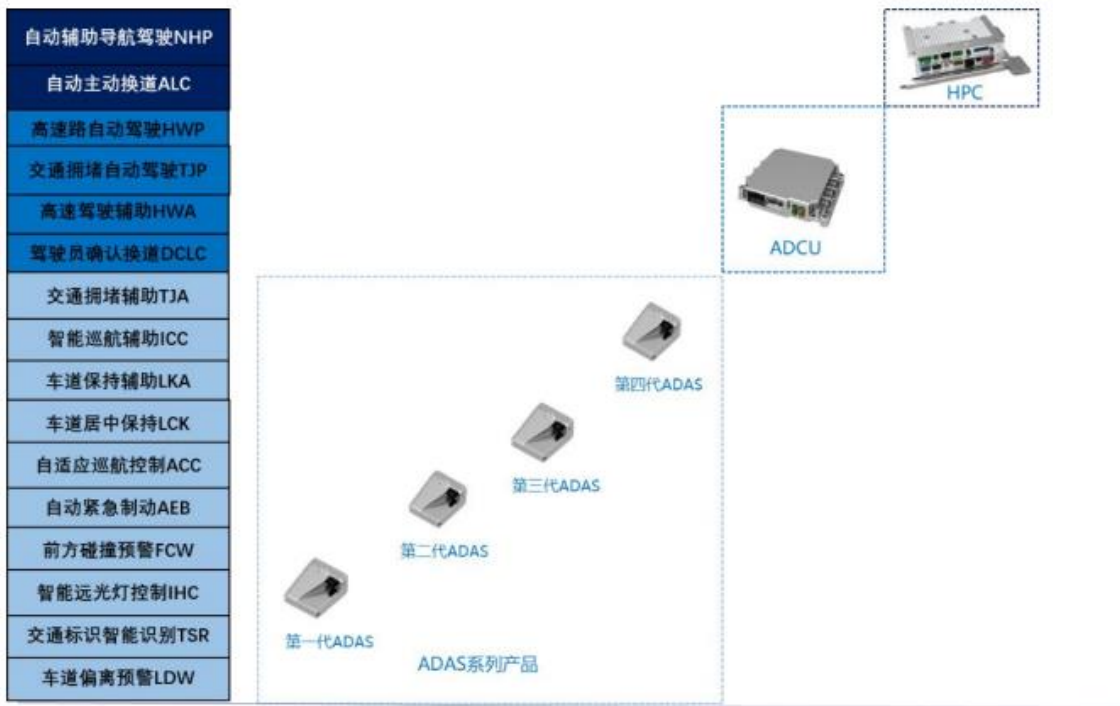 自动辅助导航驾驶NHP
自动主动换道ALC
高速路自动驾驶HWP
交通拥堵自动驾驶TJP
高速驾驶辅助HWA
驾驶员确认换道DCLC
交通拥堵辅助TJA
智能巡航辅助ICC
车道保持辅助LKA
车道居中保持LCK
自适应巡航控制ACC
自动紧急制动AEB
前方碰撞预警FCW
智能远光灯控制IHC
交通标识智能识别TSR
车道偏离预警LDW
HPC
ADCU
第四代ADAS
第三代ADAS
第二代ADAS
第一代ADAS
ADAS系列产品